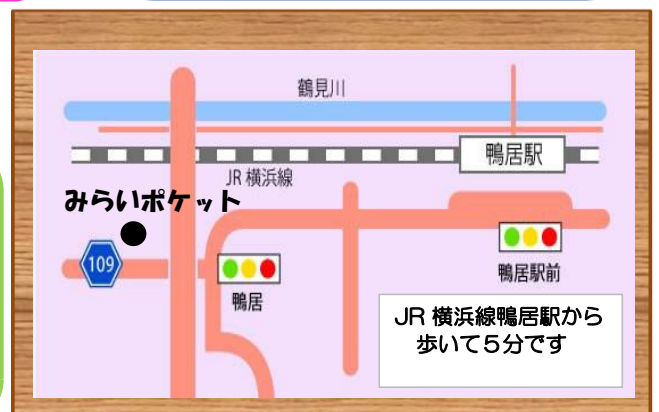 鶴見川
鴨居駅
JR 横浜線
みらいポケット
109
鴨居
鴨居駅前
JR 横浜線鴨居駅から
歩いて5分です